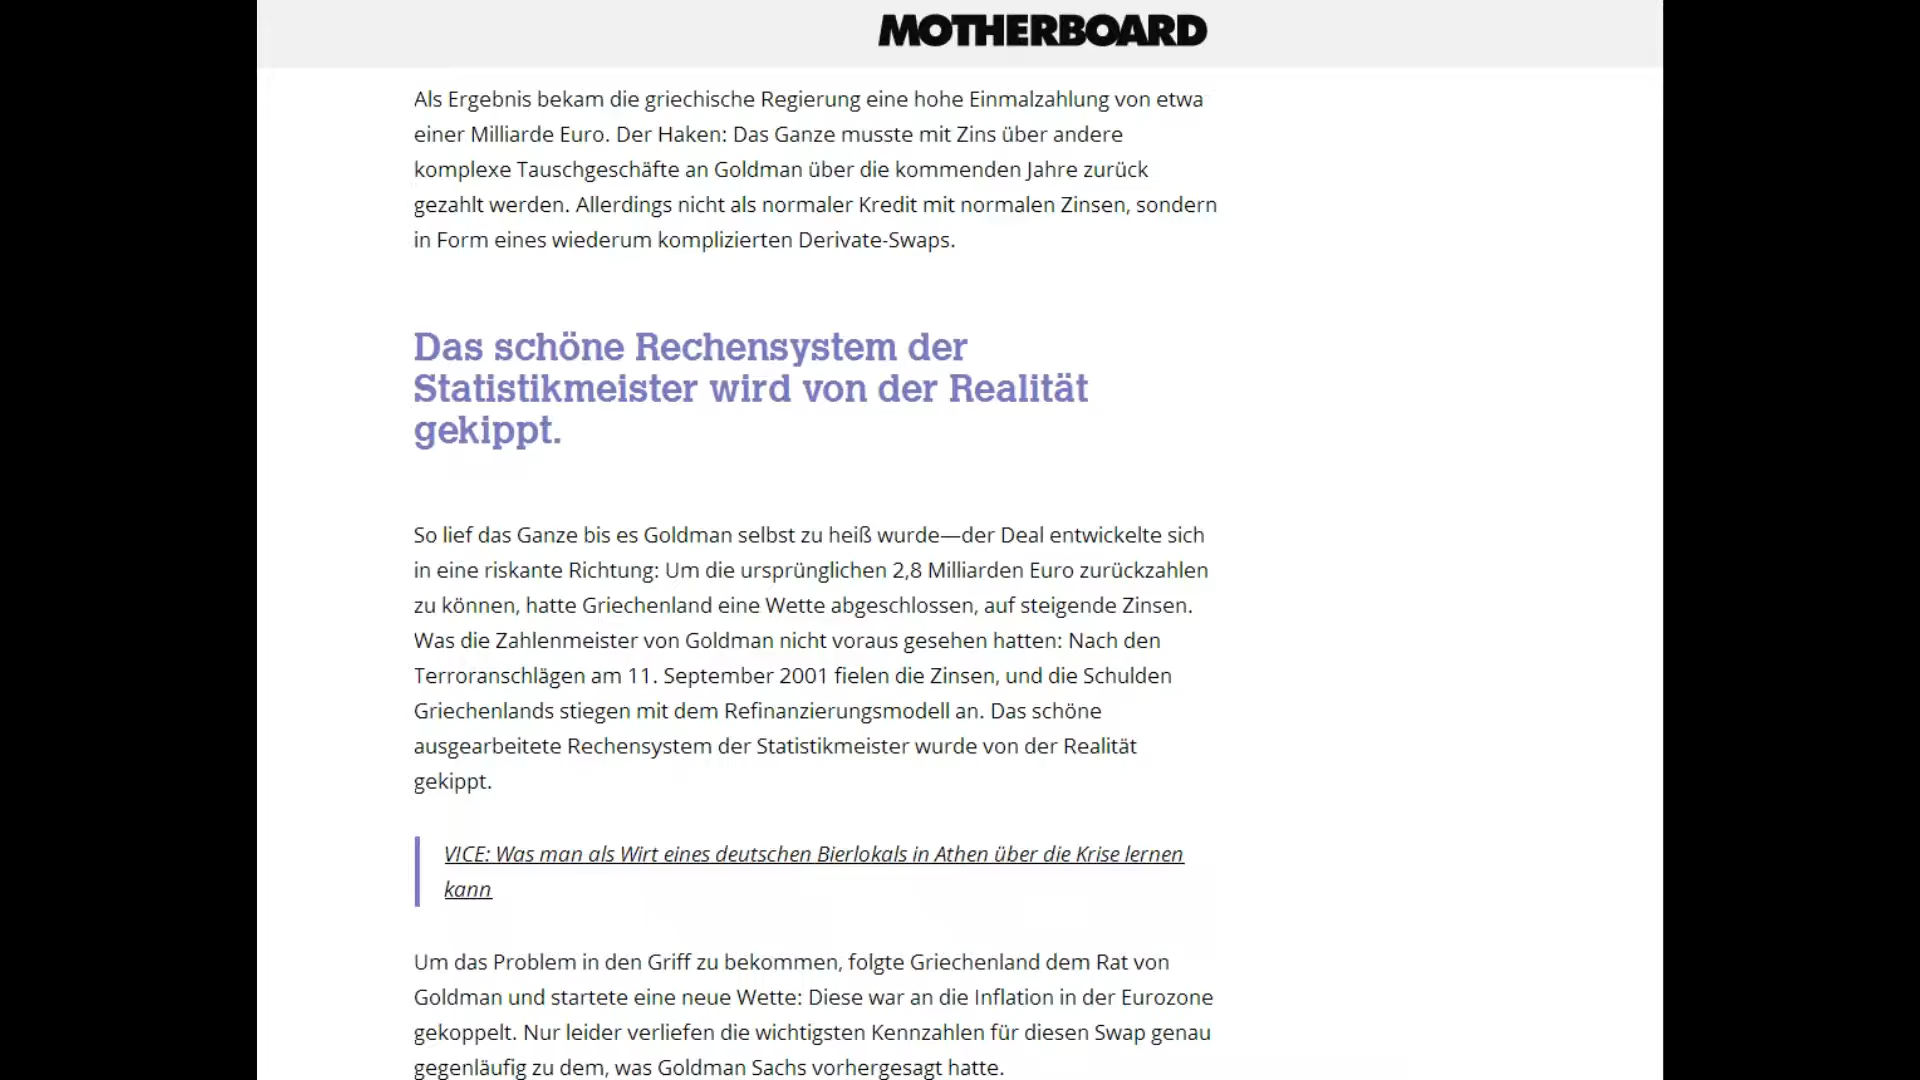 MOTHERBOARD
Als Ergebnis bekam die griechische Regierung eine hohe Einmalzahlung von etwa
einer Milliarde Euro. Der Haken: Das Ganze musste mit Zins über andere
komplexe Tauschgeschäfte an Goldman über die kommenden Jahre zurück
gezahlt werden. Allerdings nicht als normaler Kredit mit normalen Zinsen, sondern
in Form eines wiederum komplizierten Derivate-Swaps.
Das schöne Rechensystem der
Statistikmeister wird von der Realität
gekippt.
So lief das Ganze bis es Goldman selbst zu heiß wurde—der Deal entwickelte sich
in eine riskante Richtung: Um die ursprünglichen 2,8 Milliarden Euro zurückzahlen
zu können, hatte Griechenland eine Wette abgeschlossen, auf steigende Zinsen.
Was die Zahlenmeister von Goldman nicht voraus gesehen hatten: Nach den
Terroranschlägen am 11. September 2001 fielen die Zinsen, und die Schulden
Griechenlands stiegen mit dem Refinanzierungsmodell an. Das schöne
ausgearbeitete Rechensystem der Statistikmeister wurde von der Realität
gekippt.
VICE: Was man als Wirt eines deutschen Bierlokals in Athen über die Krise lernen
kann
Um das Problem in den Griff zu bekommen, folgte Griechenland dem Rat von
Goldman und startete eine neue Wette: Diese war an die Inflation in der Eurozone
gekoppelt. Nur leider verliefen die wichtigsten Kennzahlen für diesen Swap genau
gegenläufig zu dem, was Goldman Sachs vorhergesagt hatte.